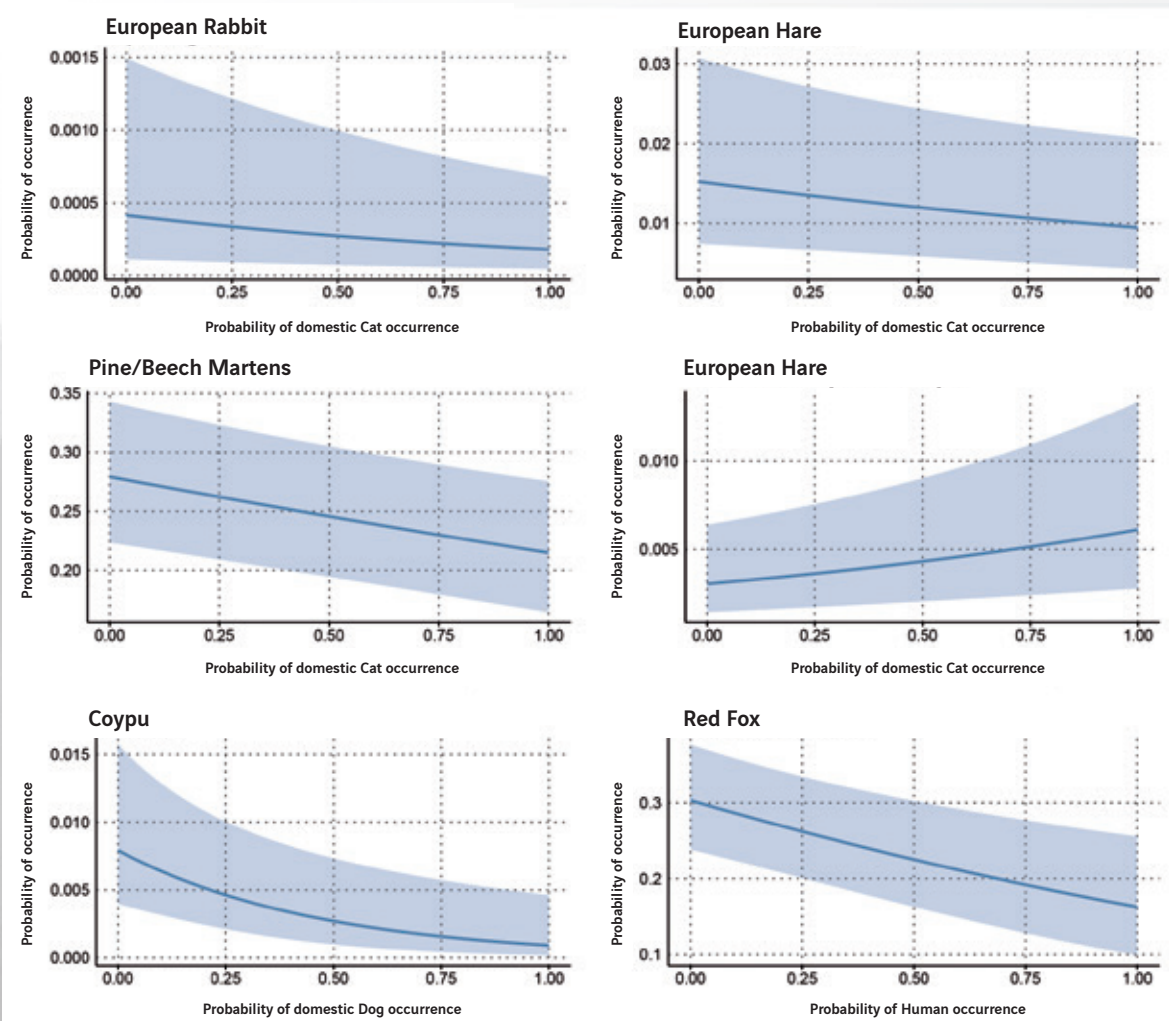 European Rabbit
Probability of occurrence
0.0015
0.0010
0.0005
0.0000
0.00 0.25 0.50 0.75 1.00
Probability of domestic Cat occurrence
European Hare
Probability of occurrence
0.03
0.02
0.01
0.00 0.25 0.50 0.75 1.00
Probability of domestic Cat occurrence
Pine/Beech Martens
Probability of occurrence
0.35
0.30
0.25
0.20
0.00 0.25 0.50 0.75 1.00
Probability of domestic Cat occurrence
European Hare
Probability of occurrence
0.010
0.005
0.00 0.25 0.50 0.75 1.00
Probability of domestic Cat occurrence
Coypu
Probability of occurrence
0.015
0.010
0.005
0.000
0.00 0.25 0.50 0.75 1.00
Probability of domestic Dog occurrence
Red Fox
Probability of occurrence
0.3
0.2
0.1
0.00 0.25 0.50 0.75 1.00
Probability of Human occurrence